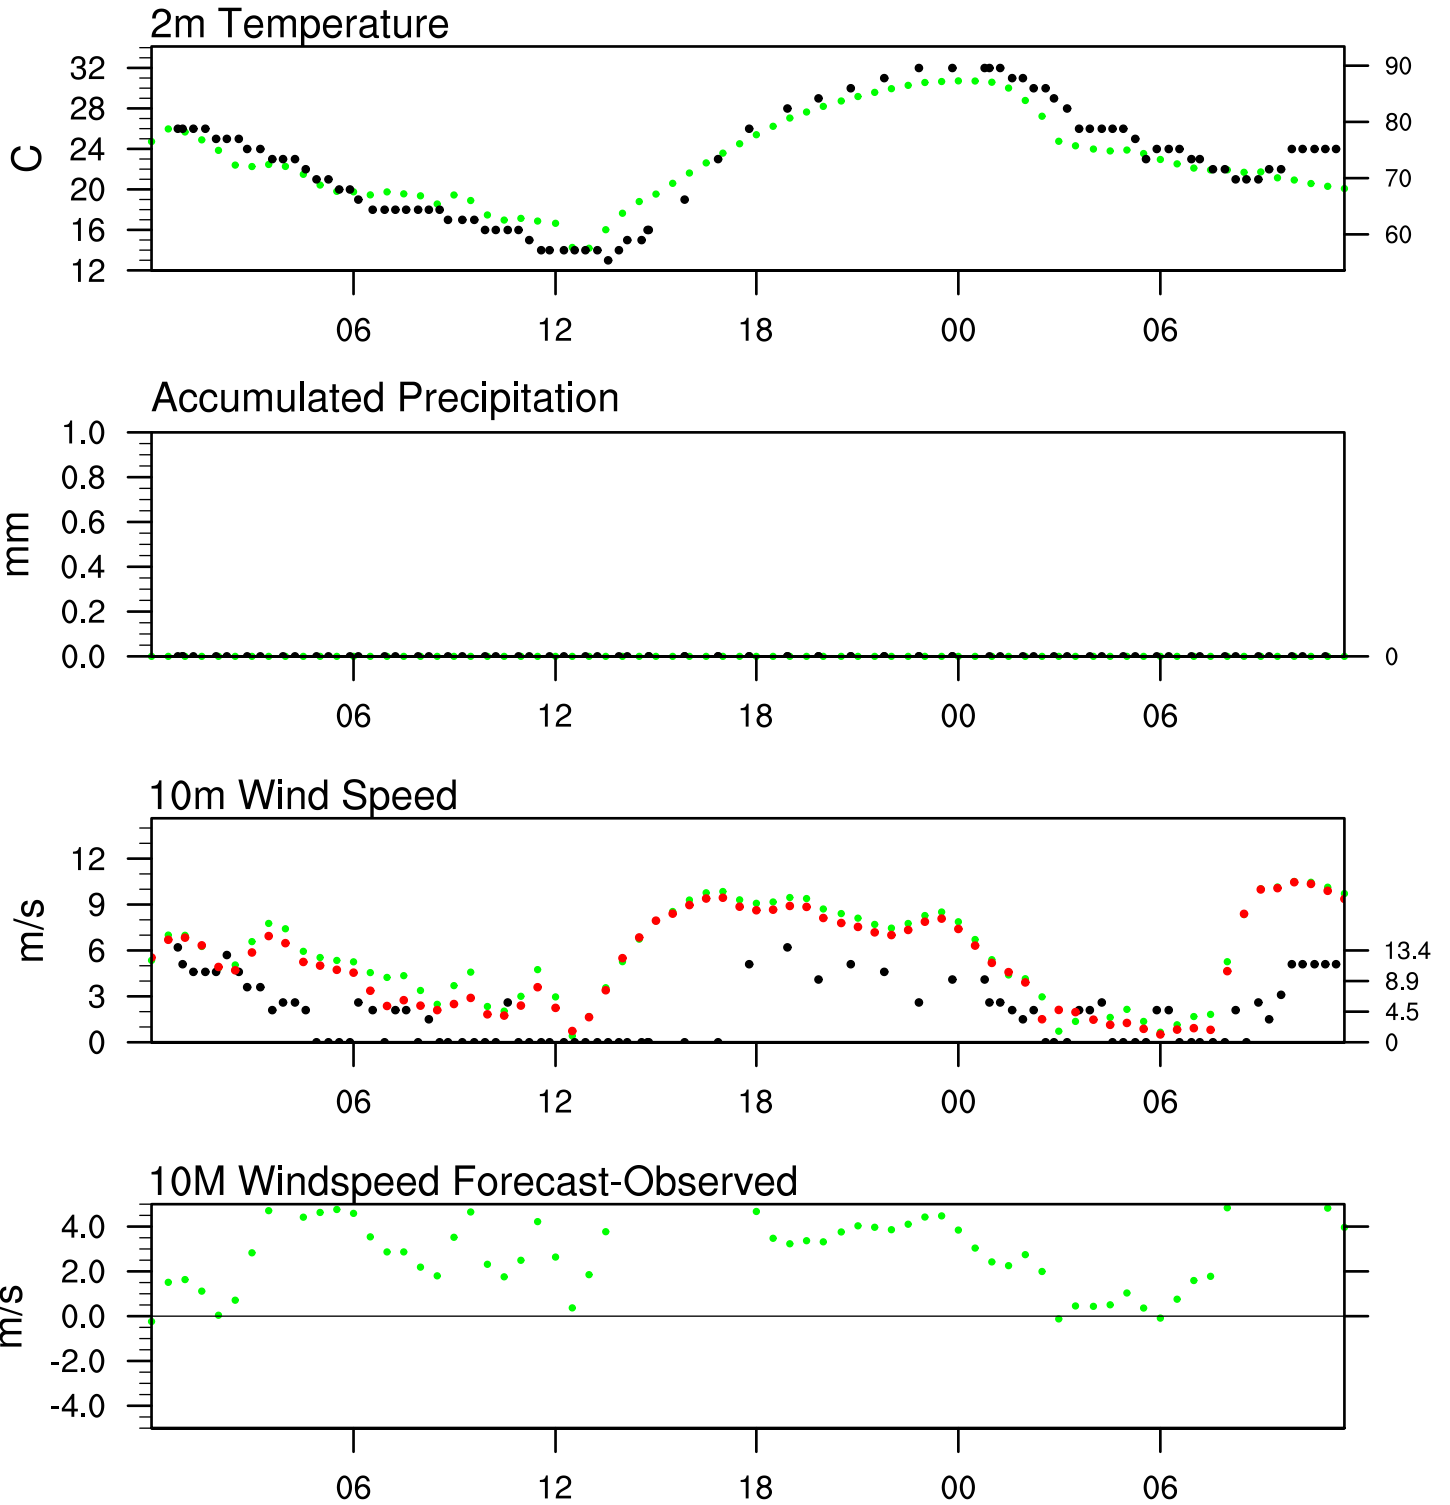 2m Temperature
32
28
24
20
16
12
C
90
80
70
60
06 12 18 00 06
Accumulated Precipitation
1.0
0.8
0.6
0.4
0.2
0.0
mm
0
06 12 18 00 06
10m Wind Speed
12
9
6
3
0
m/s
13.4
8.9
4.5
0
06 12 18 00 06
10M Windspeed Forecast-Observed
4.0
2.0
0.0
-2.0
-4.0
m/s
06 12 18 00 06